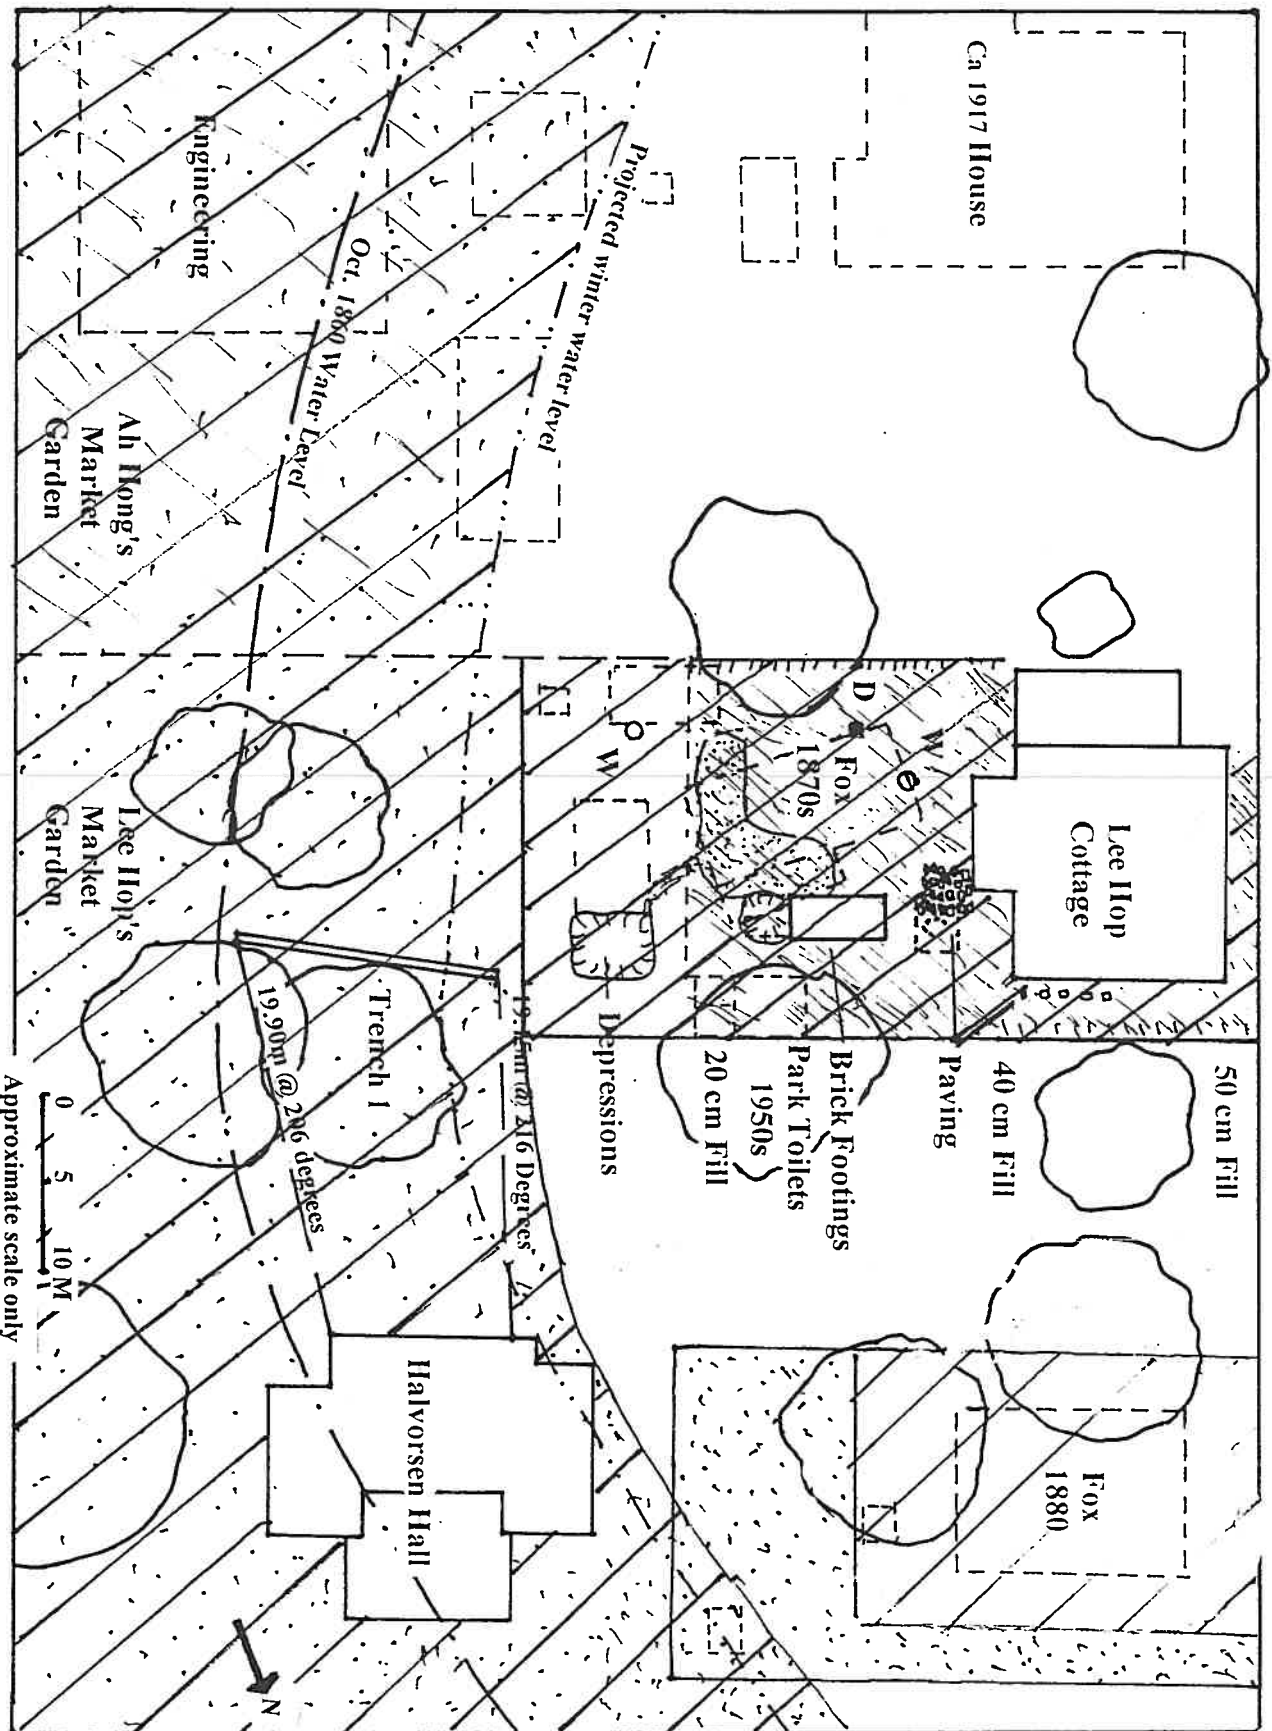 Ca 1917 House
Engineering
Projected winter water level
Oct. 1860 Water Level
Ah Hong's
Market
Garden
Lee Hop
Cottage
D
W
Fox
1870s
W
Lee Hop's
Market
Garden
50 cm Fill
40 cm Fill
Paving
Brick Footings
Park Toilets
1950s
20 cm Fill
Depressions
Trench 1
19.90m @ 206 degrees
@ 216 Degrees
0 5 10 M
Approximate scale only
Halvorsen Hall
Fox
1880
N